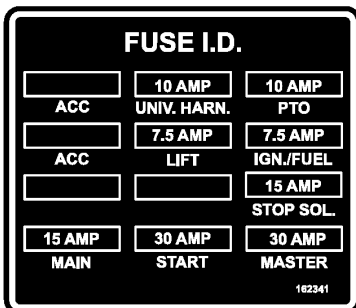 FUSE I.D.
10 AMP 10 AMP
ACC UNIV. HARN. PTO
7.5 AMP 7.5 AMP
ACC LIFT IGN./FUEL
15 AMP
STOP SOL.
15 AMP 30 AMP 30 AMP
MAIN START MASTER
162341